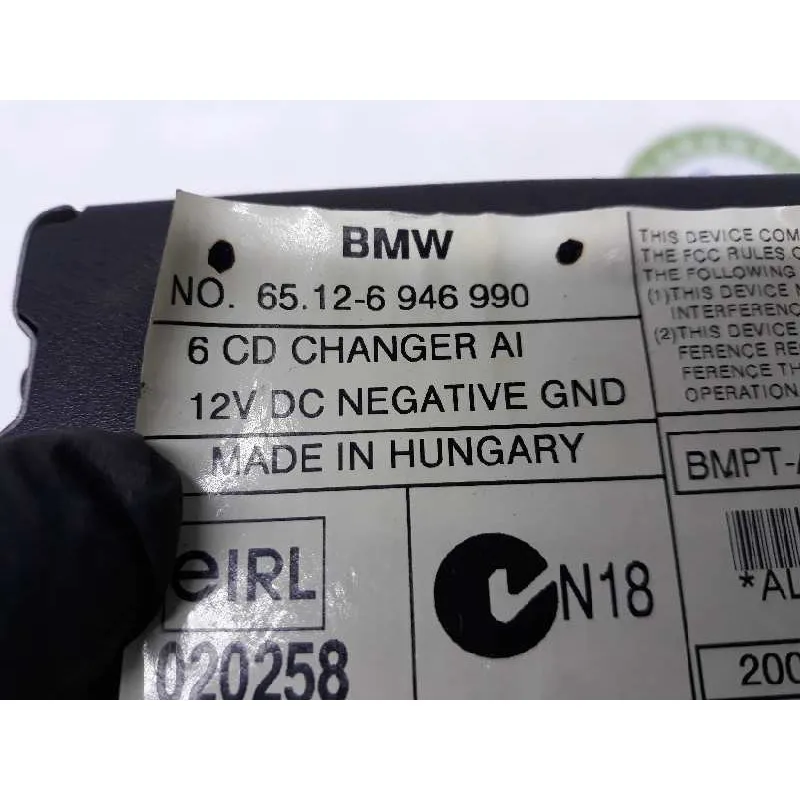 BMW
NO. 65.12-6 946 990
6 CD CHANGER AI
12V DC NEGATIVE GND
MADE IN HUNGARY
eIRL
020258
N18
THIS DEVICE COM
THE FCC RULES O
THE FOLLOWING
(1)THIS DEVICE
INTERFERENC
(2)THIS DEVICE
FERENCE RE
FERENCE TH
OPERATION
BMPT-
*AL
200